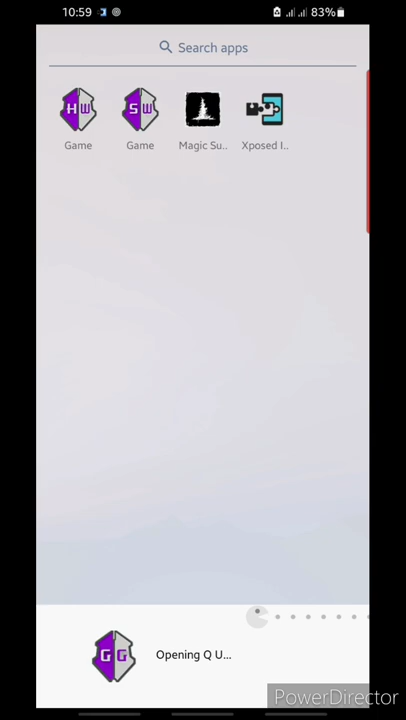 10:59
83%
Search apps
HW
SW
Game
Game
Magic Su..
Xposed I..
GG
Opening Q U...
PowerDirector